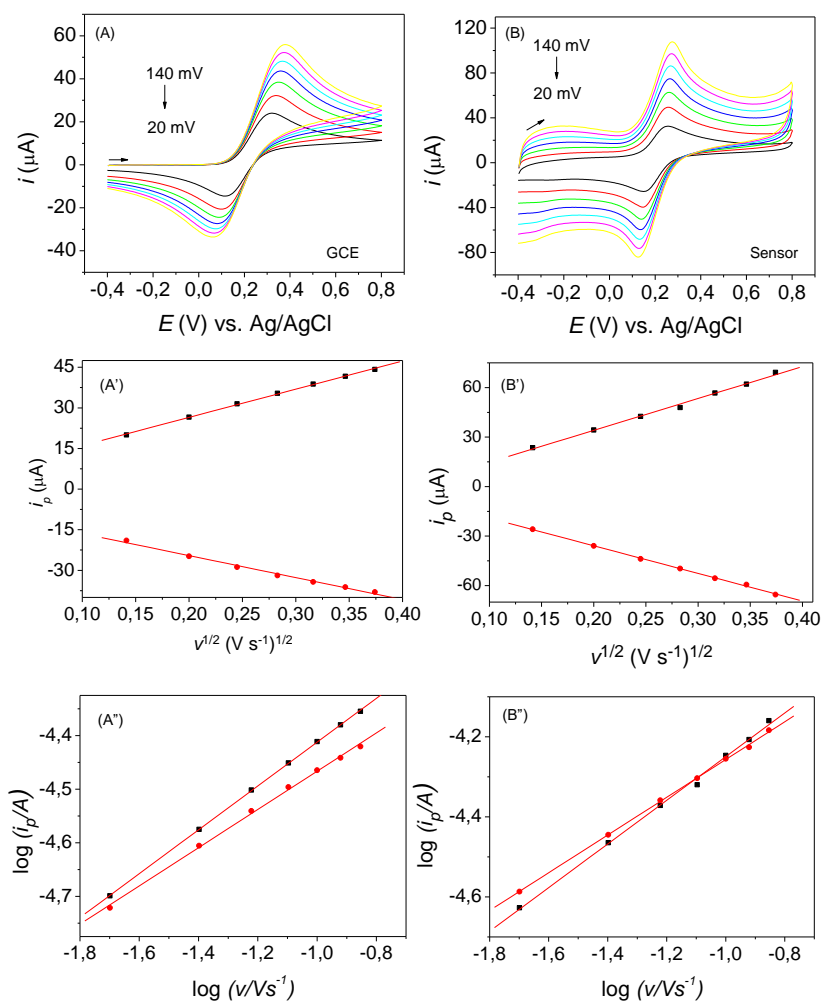 (A)
140 mV
20 mV
GCE
60
40
20
0
-20
-40
i (µA)
-0,4 -0,2 0,0 0,2 0,4 0,6 0,8
E (V) vs. Ag/AgCl
(B)
140 mV
20 mV
Sensor
120
80
40
0
-40
-80
i (µA)
-0,4 -0,2 0,0 0,2 0,4 0,6 0,8
E (V) vs. Ag/AgCl
(A')
45
30
15
0
-15
-30
i_p (µA)
0,10 0,15 0,20 0,25 0,30 0,35 0,40
v^1/2 (V s^-1)^1/2
(B')
60
30
0
-30
-60
i_p (µA)
0,10 0,15 0,20 0,25 0,30 0,35 0,40
v^1/2 (V s^-1)^1/2
(A'')
-4,4
-4,5
-4,6
-4,7
log (i_p/A)
-1,8 -1,6 -1,4 -1,2 -1,0 -0,8
log (v/Vs^-1)
(B'')
-4,2
-4,4
-4,6
log (i_p/A)
-1,8 -1,6 -1,4 -1,2 -1,0 -0,8
log (v/Vs^-1)